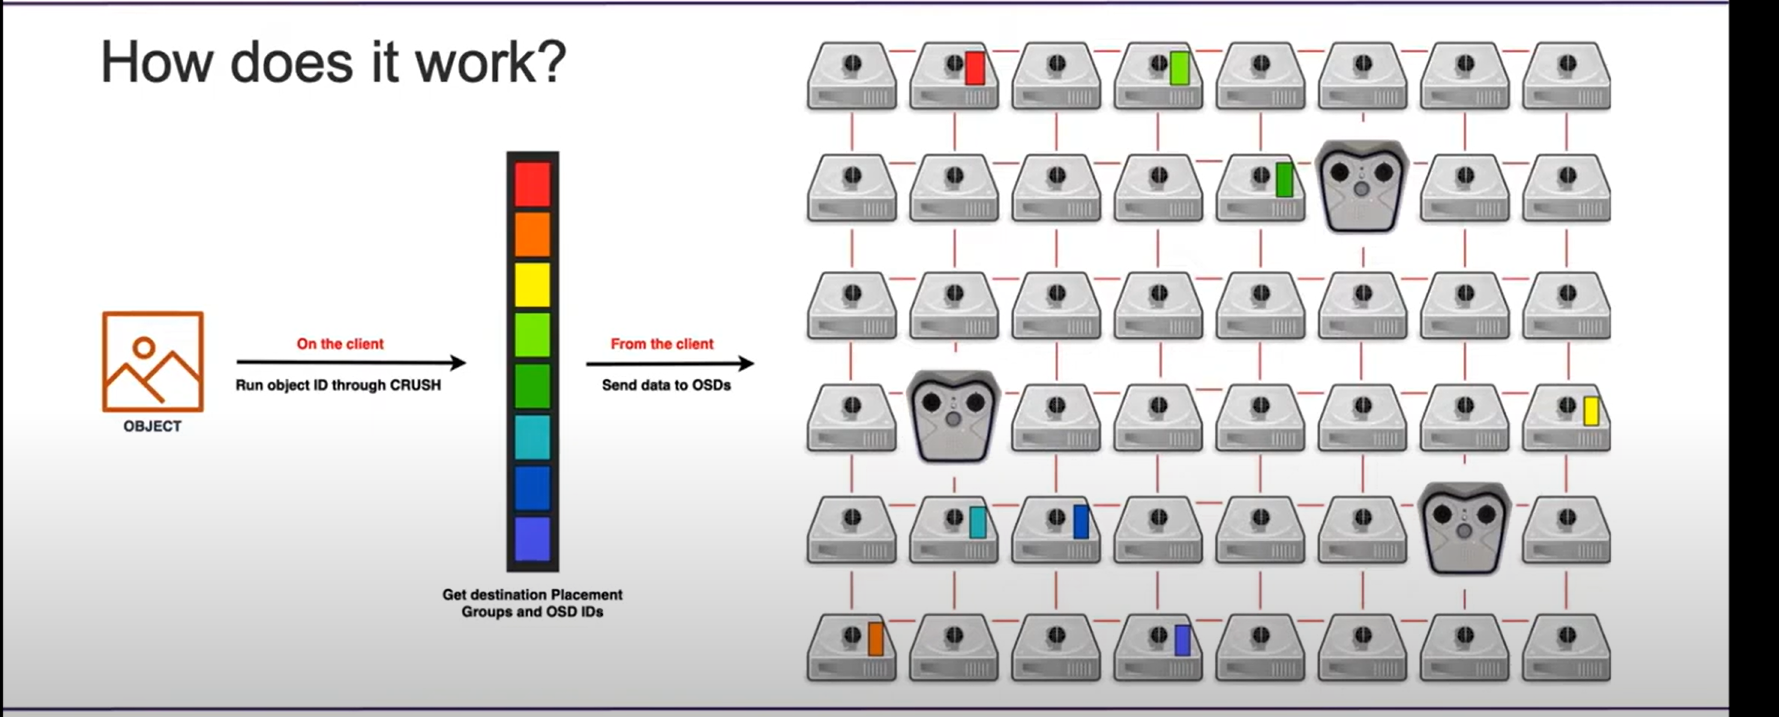 How does it work?
On the client
Run object ID through CRUSH
OBJECT
From the client
Send data to OSDs
Get destination Placement
Groups and OSD IDs